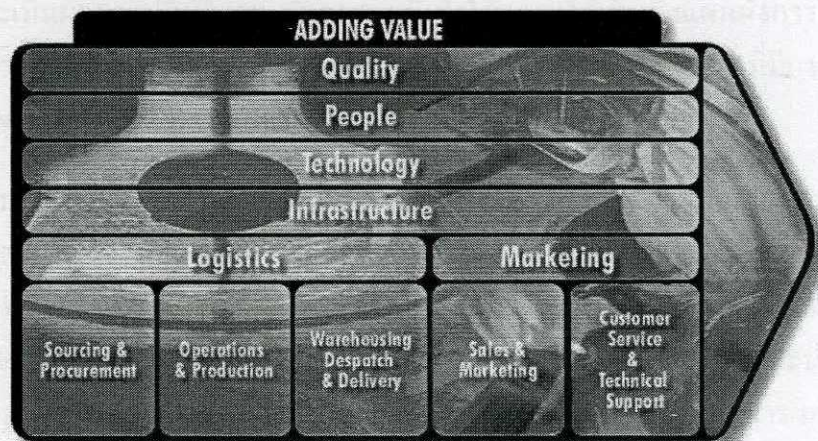 ADDING VALUE
Quality
People
Technology
Infrastructure
Logistics
Marketing
Sourcing &
Procurement
Operations
& Production
Warehousing
Despatch
& Delivery
Sales &
Marketing
Customer
Service
&
Technical
Support